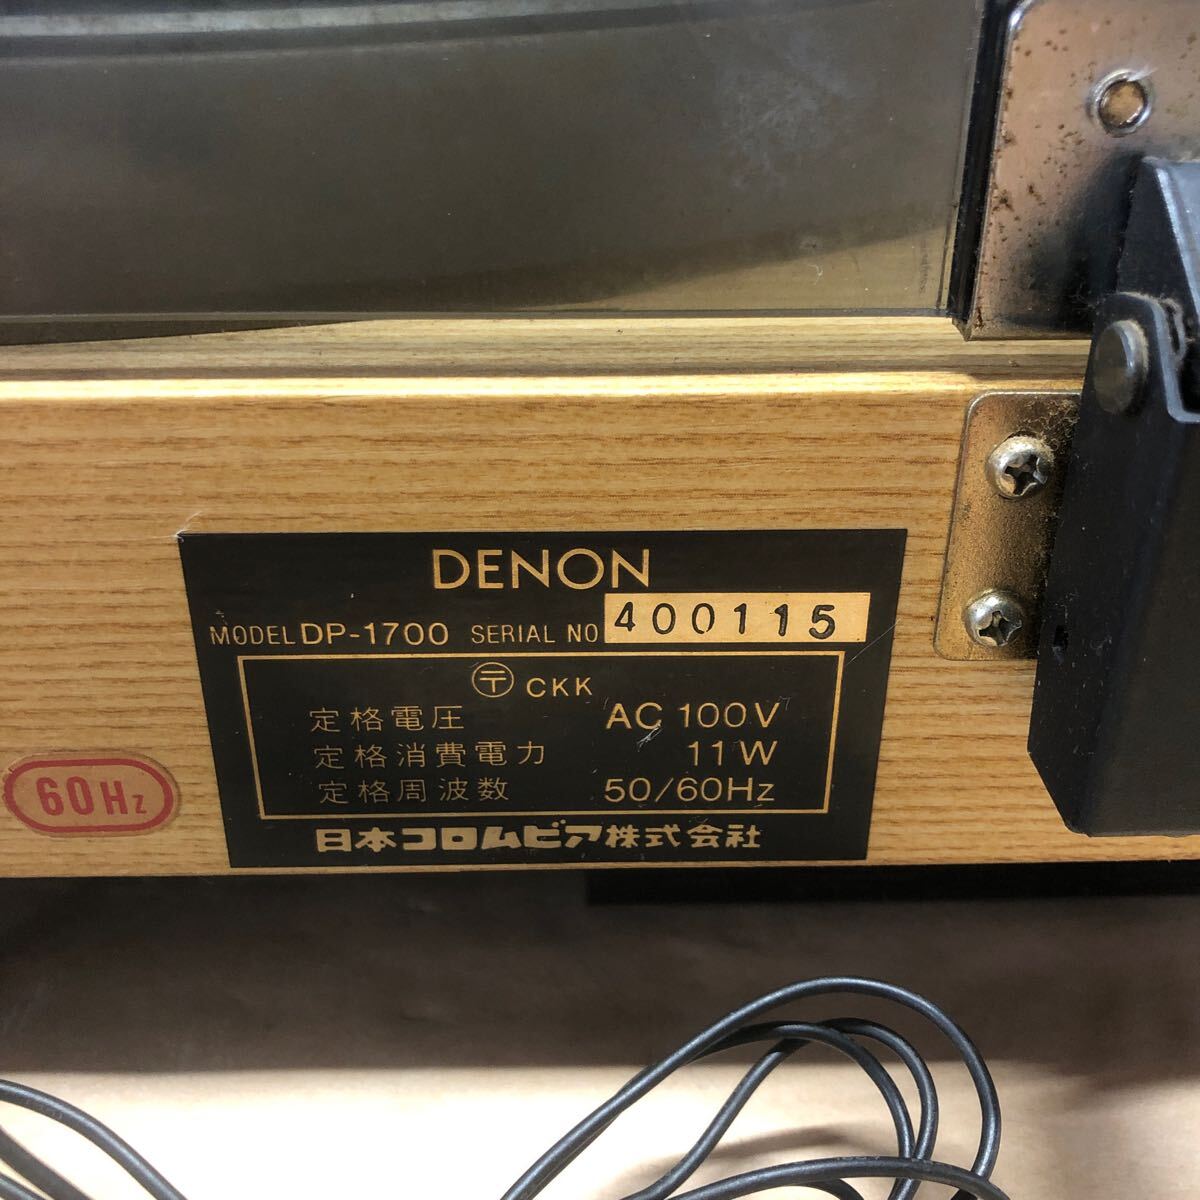 DENON
MODEL DP-1700 SERIAL NO 400115
〒 CKK
定格電圧 AC 100V
定格消費電力 11W
定格周波数 50/60Hz
日本コロムビア株式会社
60Hz